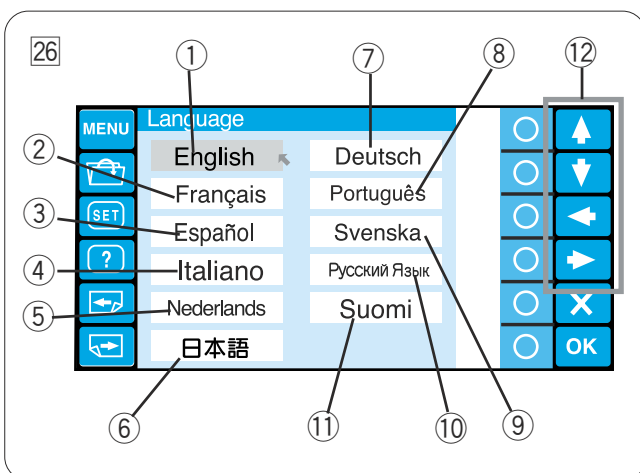 26
① ⑦ ⑧ ⑫
MENU
Language
English
Deutsch
②
Français
Português
③
SET
Español
Svenska
?
④
Italiano
Русский Язык
⑤
Nederlands
Suomi
日本語
OK
⑥ ⑪ ⑩ ⑨